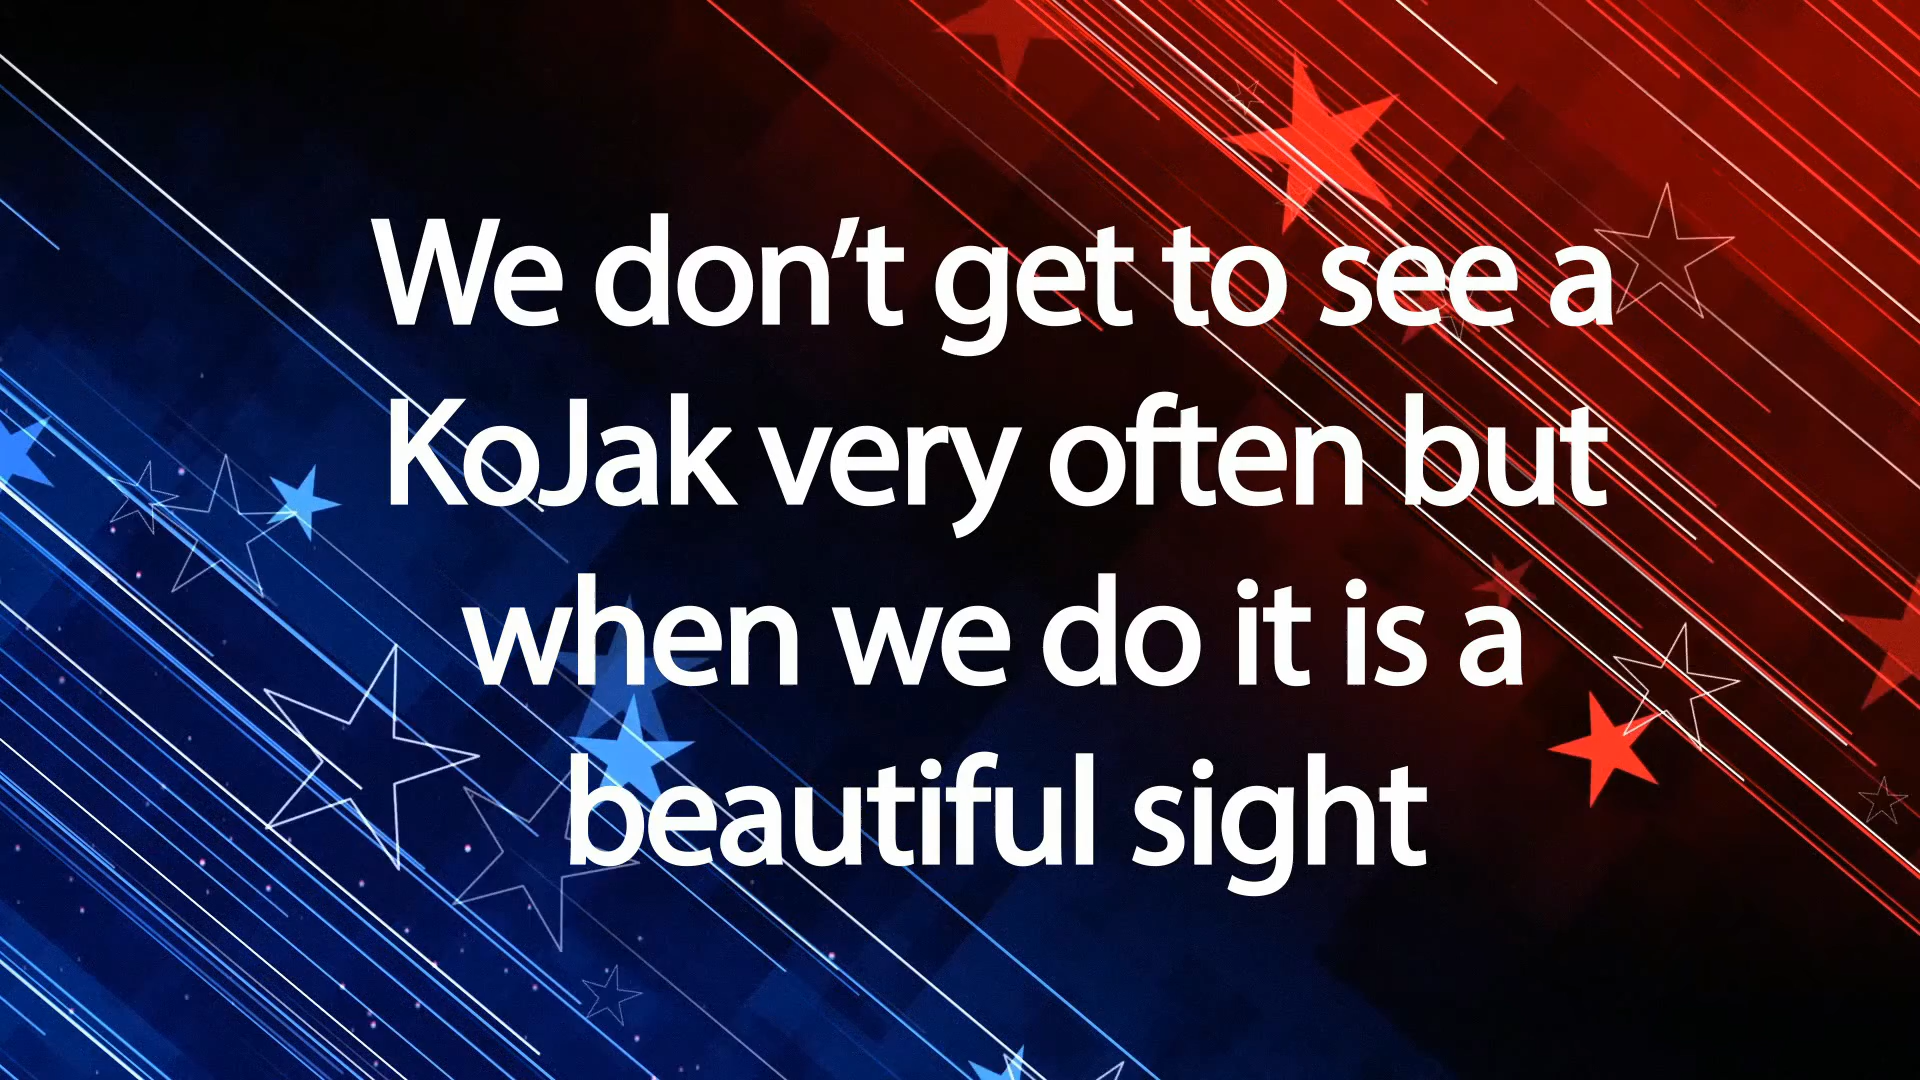 We don’t get to see a
KoJak very often but
when we do it is a
beautiful sight